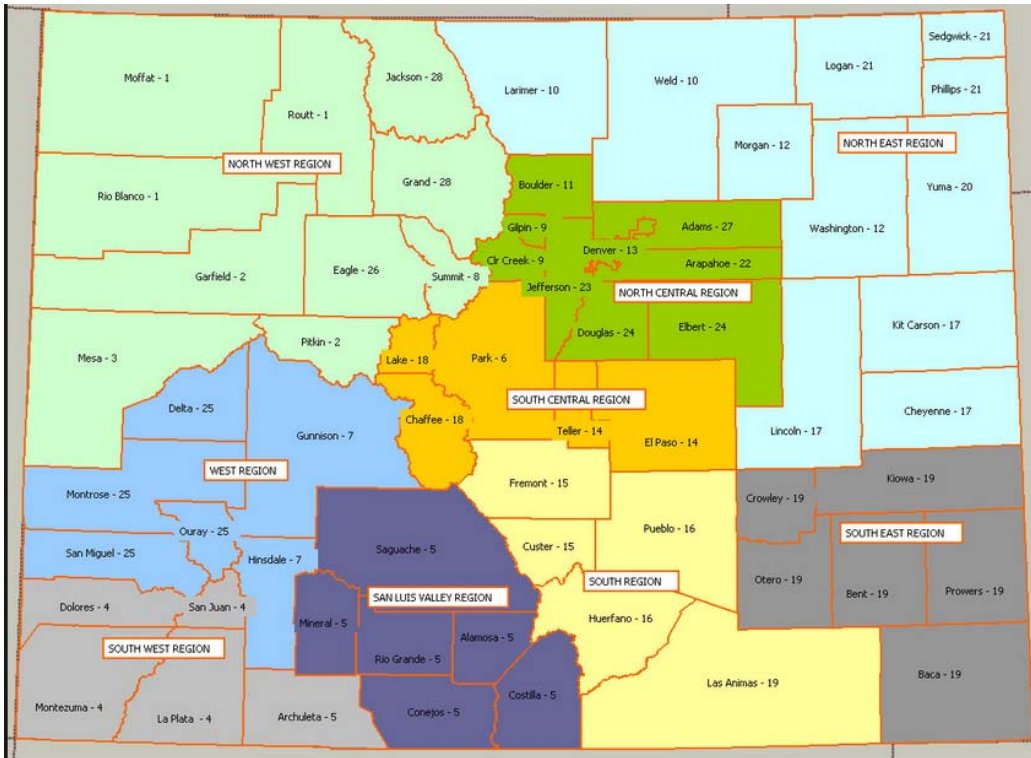 Sedgwick - 21
Moffat - 1
Jackson - 28
Logan - 21
Weld - 10
Larimer - 10
Phillips - 21
Routt - 1
NORTH WEST REGION
Morgan - 12
NORTH EAST REGION
Rio Blanco - 1
Grand - 28
Boulder - 11
Yuma - 20
Gilpin - 9
Adams - 27
Washington - 12
Denver - 13
Clr Creek - 9
Arapahoe - 22
Garfield - 2
Eagle - 26
Summit - 8
Jefferson - 23
NORTH CENTRAL REGION
Kit Carson - 17
Douglas - 24
Elbert - 24
Pitkin - 2
Mesa - 3
Lake - 18
Park - 6
SOUTH CENTRAL REGION
Delta - 25
Chaffee - 18
Cheyenne - 17
Gunnison - 7
Teller - 14
Lincoln - 17
El Paso - 14
WEST REGION
Fremont - 15
Kiowa - 19
Montrose - 25
Crowley - 19
Ouray - 25
Pueblo - 16
SOUTH EAST REGION
San Miguel - 25
Hinsdale - 7
Saguache - 5
Custer - 15
SOUTH REGION
Otero - 19
Bent - 19
Prowers - 19
Dolores - 4
San Juan - 4
SAN LUIS VALLEY REGION
Mineral - 5
Huerfano - 16
Alamosa - 5
SOUTH WEST REGION
Rio Grande - 5
Baca - 19
Las Animas - 19
Costilla - 5
Montezuma - 4
La Plata - 4
Archuleta - 5
Conejos - 5